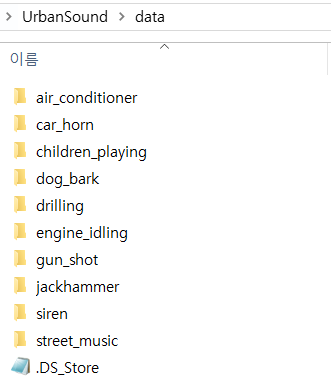 UrbanSound > data
이름
air_conditioner
car_horn
children_playing
dog_bark
drilling
engine_idling
gun_shot
jackhammer
siren
street_music
.DS_Store